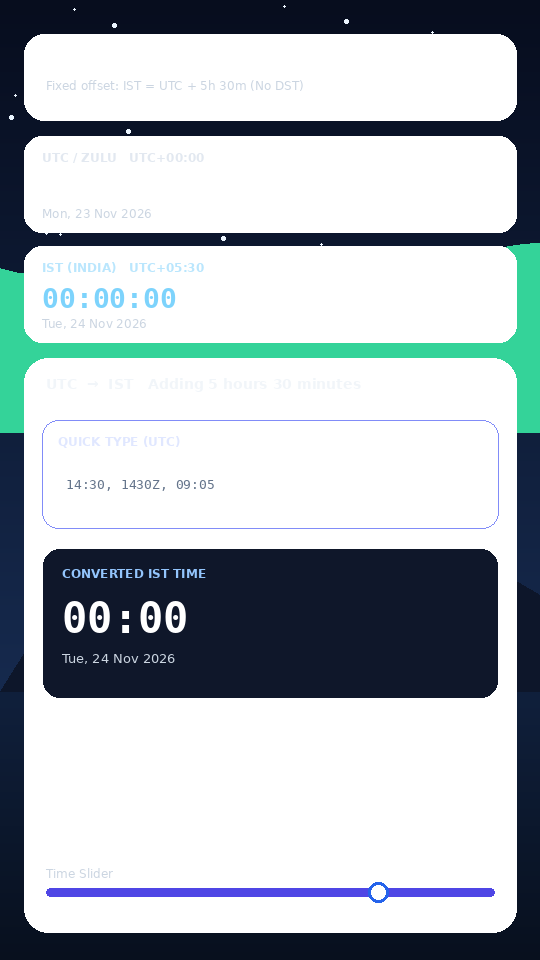 Fixed offset: IST = UTC + 5h 30m (No DST)
UTC / ZULU   UTC+00:00
Mon, 23 Nov 2026
IST (INDIA)   UTC+05:30
00:00:00
Tue, 24 Nov 2026
UTC → IST   Adding 5 hours 30 minutes
QUICK TYPE (UTC)
14:30, 1430Z, 09:05
CONVERTED IST TIME
00:00
Tue, 24 Nov 2026
Time Slider